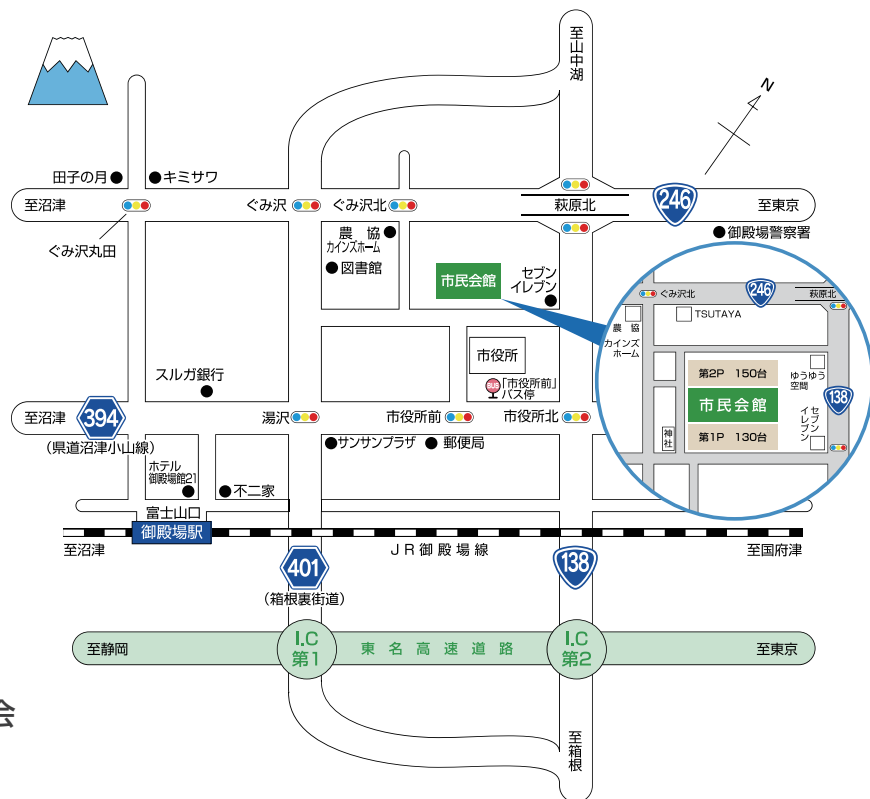 至山中湖
N
田子の月
キミサワ
至沼津
ぐみ沢
ぐみ沢北
萩原北
246
至東京
ぐみ沢丸田
御殿場警察署
農　協
カインズホーム
図書館
市民会館
セブン
イレブン
ぐみ沢北
246
萩原北
農　協
TSUTAYA
カインズ
ホーム
第2P　150台
ゆうゆう
空間
市民会館
138
第1P　130台
セブン
イレブン
神社
市役所
BUS
「市役所前」
バス停
スルガ銀行
至沼津
394
(県道沼津小山線)
湯沢
市役所前
市役所北
サンサンプラザ
郵便局
ホテル
御殿場館21
不二家
富士山口
御殿場駅
至沼津
JR御殿場線
至国府津
401
(箱根裏街道)
138
至静岡
I.C
第1
東名高速道路
I.C
第2
至東京
会
至箱根